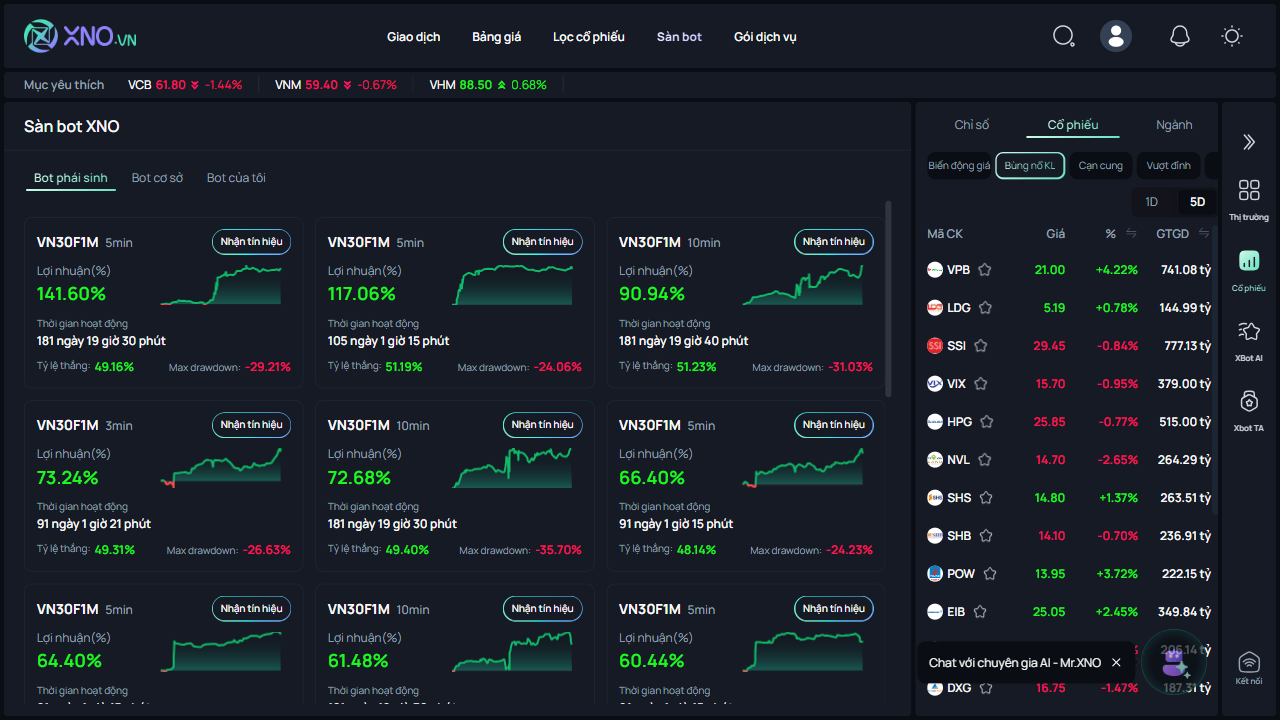 XNO.VN
Giao dịch Bảng giá Lọc cổ phiếu Sàn bot Gói dịch vụ
Mục yêu thích VCB 61.80 -1.44% VNM 59.40 -0.67% VHM 88.50 0.68%
Sàn bot XNO
Bot phái sinh Bot cơ sở Bot của tôi
VN30F1M 5min Nhận tín hiệu
Lợi nhuận(%)
141.60%
Thời gian hoạt động
181 ngày 19 giờ 30 phút
Tỷ lệ thắng: 49.16% Max drawdown: -29.21%
VN30F1M 5min Nhận tín hiệu
Lợi nhuận(%)
117.06%
Thời gian hoạt động
105 ngày 1 giờ 15 phút
Tỷ lệ thắng: 51.19% Max drawdown: -24.06%
VN30F1M 10min Nhận tín hiệu
Lợi nhuận(%)
90.94%
Thời gian hoạt động
181 ngày 19 giờ 40 phút
Tỷ lệ thắng: 51.23% Max drawdown: -31.03%
VN30F1M 3min Nhận tín hiệu
Lợi nhuận(%)
73.24%
Thời gian hoạt động
91 ngày 1 giờ 21 phút
Tỷ lệ thắng: 49.31% Max drawdown: -26.63%
VN30F1M 10min Nhận tín hiệu
Lợi nhuận(%)
72.68%
Thời gian hoạt động
181 ngày 19 giờ 30 phút
Tỷ lệ thắng: 49.40% Max drawdown: -35.70%
VN30F1M 5min Nhận tín hiệu
Lợi nhuận(%)
66.40%
Thời gian hoạt động
91 ngày 1 giờ 15 phút
Tỷ lệ thắng: 48.14% Max drawdown: -24.23%
VN30F1M 5min Nhận tín hiệu
Lợi nhuận(%)
64.40%
Thời gian hoạt động
VN30F1M 10min Nhận tín hiệu
Lợi nhuận(%)
61.48%
Thời gian hoạt động
VN30F1M 5min Nhận tín hiệu
Lợi nhuận(%)
60.44%
Thời gian hoạt động
Chỉ số Cổ phiếu Ngành
Biến động giá Bùng nổ KL Cạn cung Vượt đỉnh
1D 5D
Mã CK Giá % GTGD
VPB 21.00 +4.22% 741.08 tỷ
LDG 5.19 +0.78% 144.99 tỷ
SSI 29.45 -0.84% 777.13 tỷ
VIX 15.70 -0.95% 379.00 tỷ
HPG 25.85 -0.77% 515.00 tỷ
NVL 14.70 -2.65% 264.29 tỷ
SHS 14.80 +1.37% 263.51 tỷ
SHB 14.10 -0.70% 236.91 tỷ
POW 13.95 +3.72% 222.15 tỷ
EIB 25.05 +2.45% 349.84 tỷ
206.14 tỷ
Chat với chuyên gia AI - Mr.XNO
DXG 16.75 -1.47% 187.31 tỷ
Thị trường
Cổ phiếu
XBot AI
Xbot TA
Kết nối